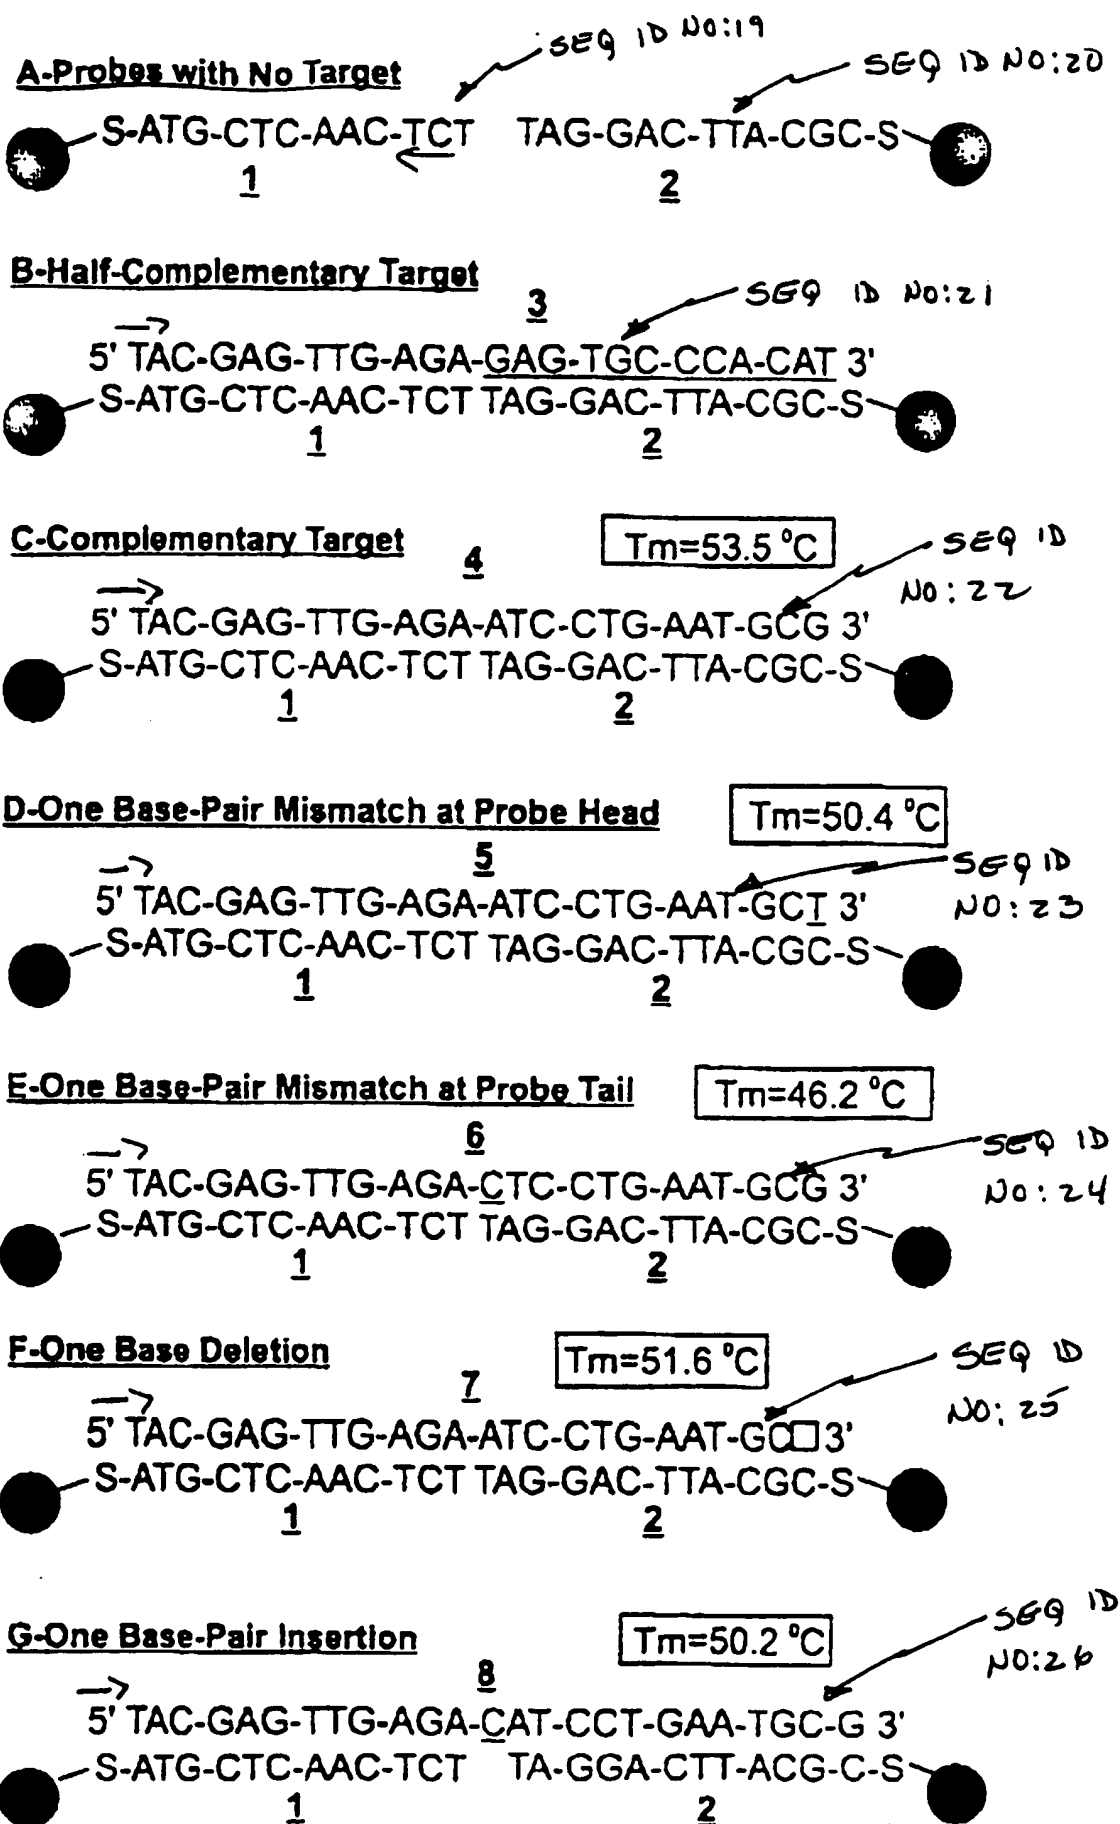 SEQ ID NO:19
A-Probes with No Target
SEQ ID NO:20
S-ATG-CTC-AAC-TCT TAG-GAC-TTA-CGC-S
1 2
B-Half-Complementary Target
3
SEQ ID NO:21
5' TAC-GAG-TTG-AGA-GAG-TGC-CCA-CAT 3'
S-ATG-CTC-AAC-TCT TAG-GAC-TTA-CGC-S
1 2
C-Complementary Target
Tm=53.5 °C
4
SEQ ID
NO:22
5' TAC-GAG-TTG-AGA-ATC-CTG-AAT-GCG 3'
S-ATG-CTC-AAC-TCT TAG-GAC-TTA-CGC-S
1 2
D-One Base-Pair Mismatch at Probe Head
Tm=50.4 °C
5
SEQ ID
NO:23
5' TAC-GAG-TTG-AGA-ATC-CTG-AAT-GCT 3'
S-ATG-CTC-AAC-TCT TAG-GAC-TTA-CGC-S
1 2
E-One Base-Pair Mismatch at Probe Tail
Tm=46.2 °C
6
SEQ ID
NO:24
5' TAC-GAG-TTG-AGA-CTC-CTG-AAT-GCG 3'
S-ATG-CTC-AAC-TCT TAG-GAC-TTA-CGC-S
1 2
F-One Base Deletion
Tm=51.6 °C
7
SEQ ID
NO:25
5' TAC-GAG-TTG-AGA-ATC-CTG-AAT-GC□ 3'
S-ATG-CTC-AAC-TCT TAG-GAC-TTA-CGC-S
1 2
G-One Base-Pair Insertion
Tm=50.2 °C
8
SEQ ID
NO:26
5' TAC-GAG-TTG-AGA-CAT-CCT-GAA-TGC-G 3'
S-ATG-CTC-AAC-TCT TA-GGA-CTT-ACG-C-S
1 2